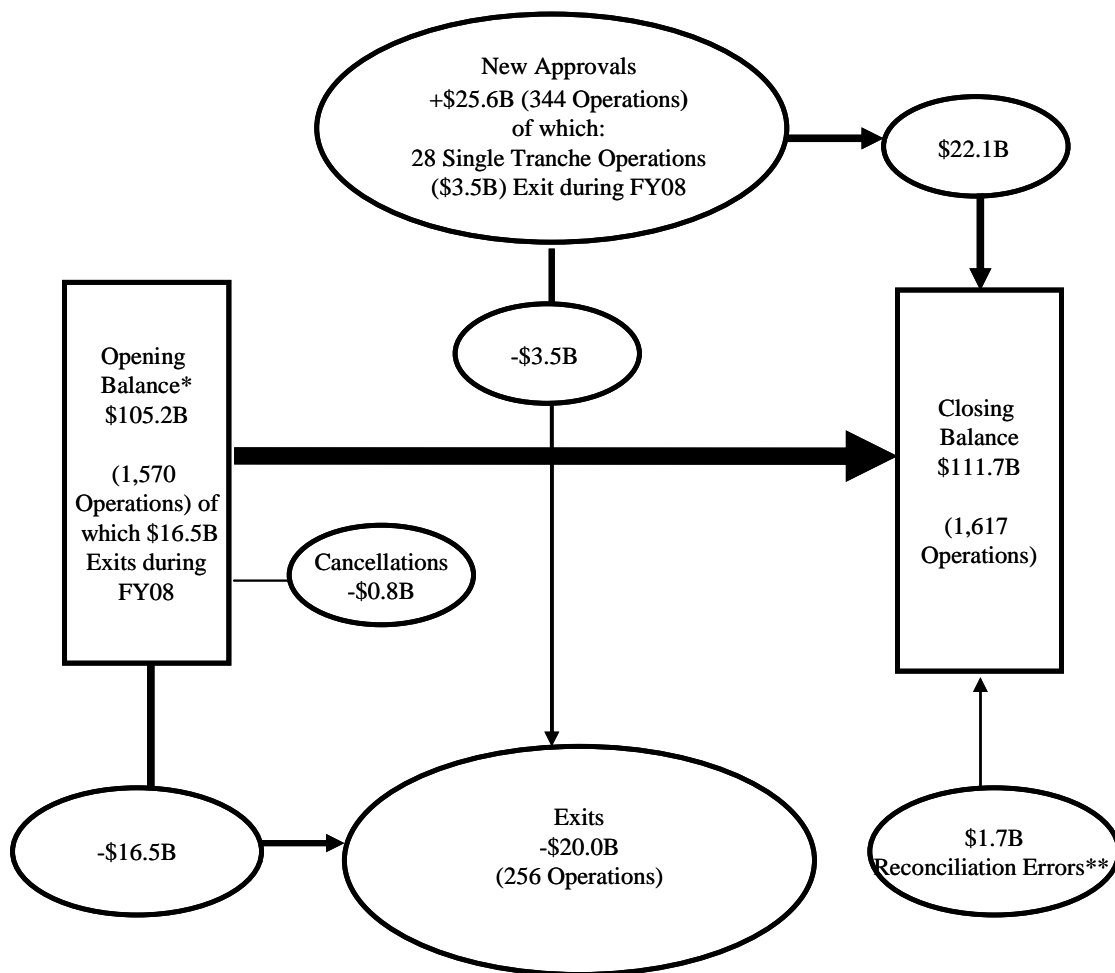 New Approvals
+$25.6B (344 Operations)
of which:
28 Single Tranche Operations
($3.5B) Exit during FY08
$22.1B
-$3.5B
Opening
Balance*
$105.2B
(1,570
Operations) of
which $16.5B
Exits during
FY08
Cancellations
-$0.8B
Closing
Balance
$111.7B
(1,617
Operations)
-$16.5B
Exits
-$20.0B
(256 Operations)
$1.7B
Reconciliation Errors**